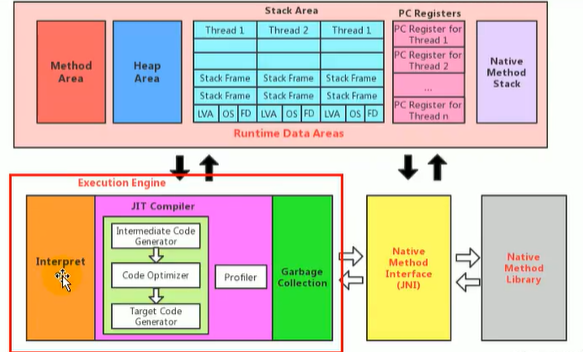 Stack Area
PC Registers
Method
Area
Heap
Area
Thread 1
Thread 2
Thread 1
Stack Frame
Stack Frame
Stack Frame
Stack Frame
Stack Frame
Stack Frame
LVA
OS
FD
LVA
OS
FD
LVA
OS
FD
PC Register for
Thread 1
PC Register for
Thread 2
...
PC Register for
Thread n
Native
Method
Stack
Runtime Data Areas
Execution Engine
Interpret
JIT Compiler
Intermediate Code
Generator
Code Optimizer
Target Code
Generator
Profiler
Garbage
Collection
Native
Method
Interface
(JNI)
Native
Method
Library